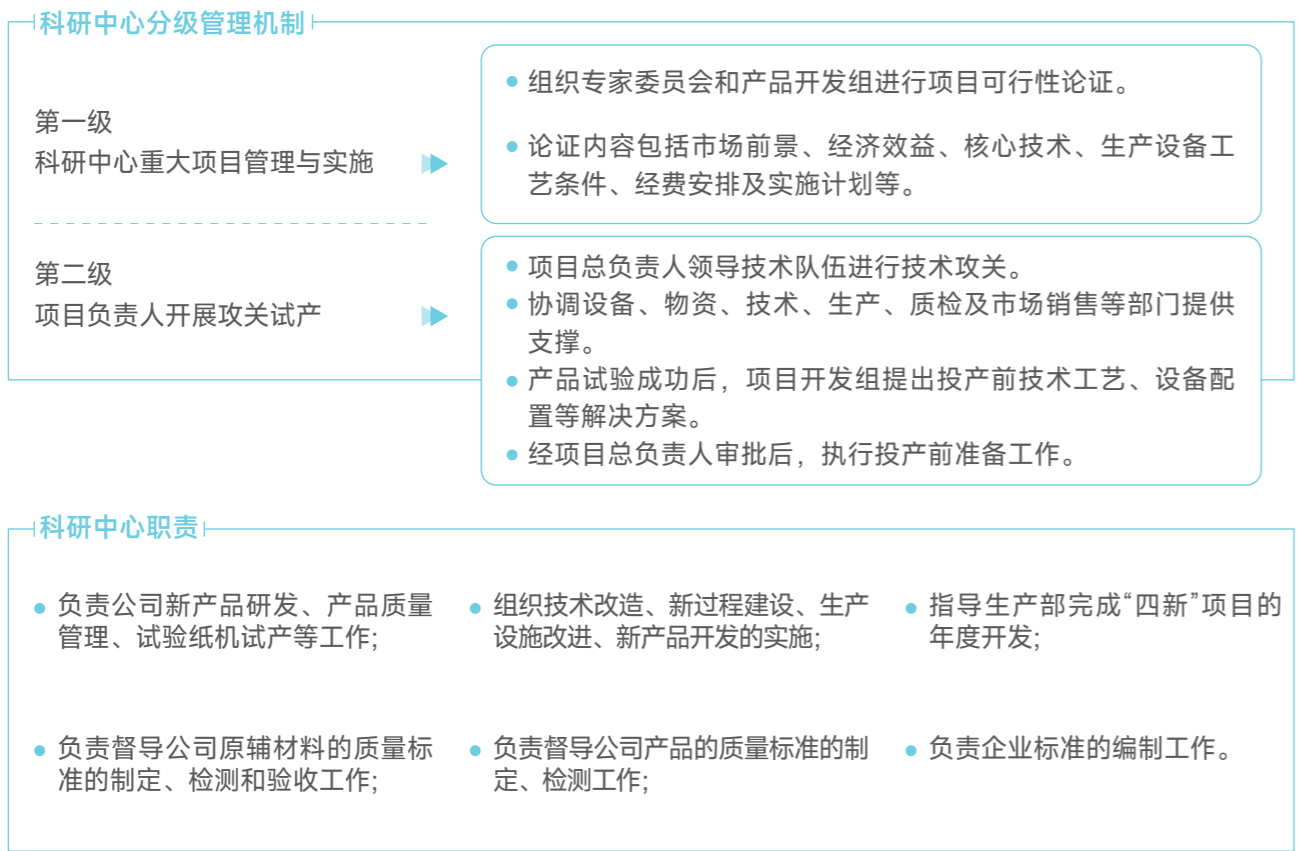 科研中心分级管理机制
第一级
科研中心重大项目管理与实施
组织专家委员会和产品开发组进行项目可行性论证。
论证内容包括市场前景、经济效益、核心技术、生产设备工
艺条件、经费安排及实施计划等。
第二级
项目负责人开展攻关试产
项目总负责人领导技术队伍进行技术攻关。
协调设备、物资、技术、生产、质检及市场销售等部门提供
支撑。
产品试验成功后，项目开发组提出投产前技术工艺、设备配
置等解决方案。
经项目总负责人审批后，执行投产前准备工作。
科研中心职责
负责公司新产品研发、产品质量
管理、试验纸机试产等工作;
组织技术改造、新过程建设、生产
设施改进、新产品开发的实施;
指导生产部完成“四新”项目的
年度开发;
负责督导公司原辅材料的质量标
准的制定、检测和验收工作;
负责督导公司产品的质量标准的制
定、检测工作;
负责企业标准的编制工作。